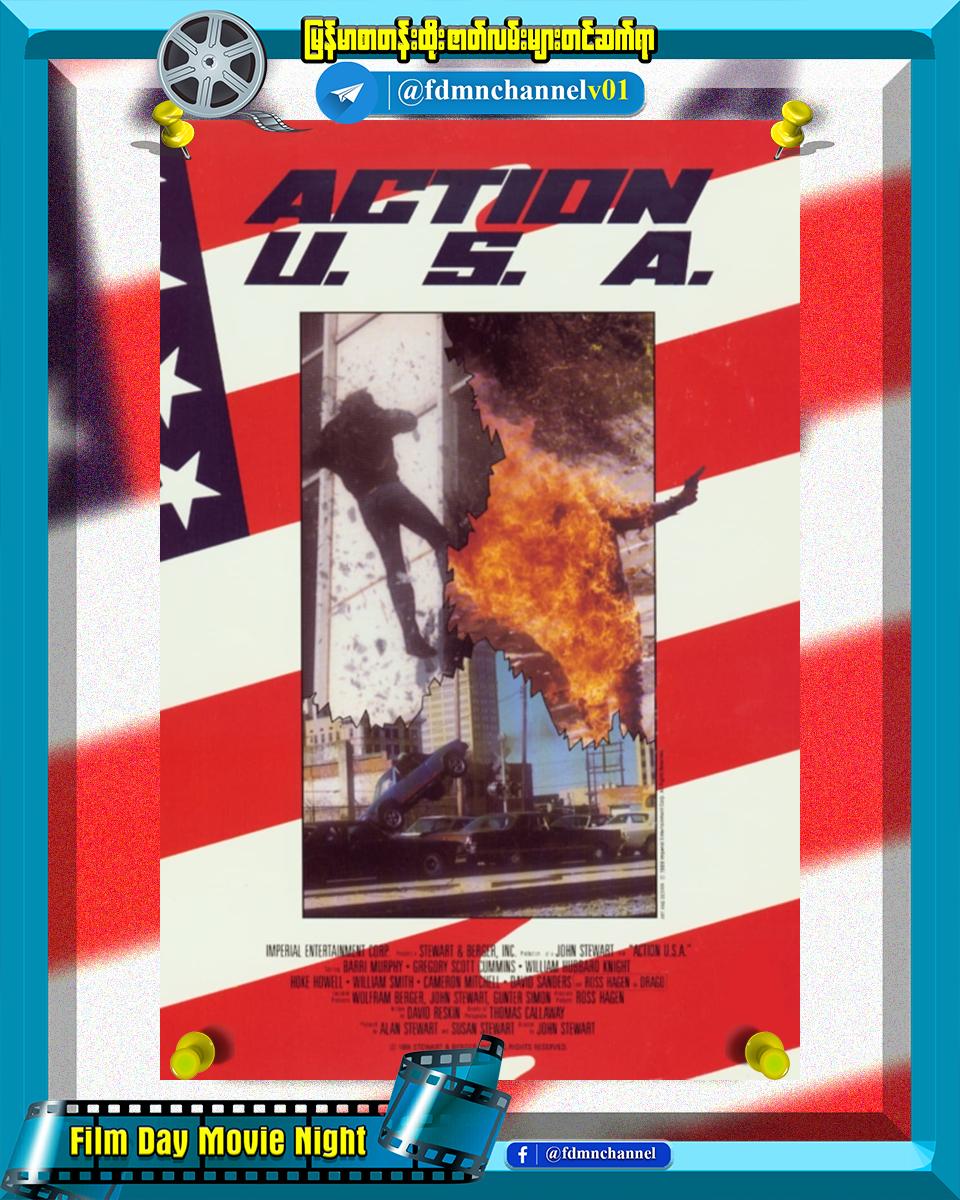 မြန်မာစာတန်းထိုးဇာတ်လမ်းများတင်ဆက်ရာ
@fdmnchannelv01
ACTION
U. S. A.
IMPERIAL ENTERTAINMENT CORP. STEWART & BERGER, INC. JOHN STEWART "ACTION U.S.A."
BARRI MURPHY • GREGORY SCOTT CUMMINS • WILLIAM HUBBARD KNIGHT
HOKE HOWELL • WILLIAM SMITH • CAMERON MITCHELL • DAVID SANDERS ROSS HAGEN DRAGO
WOLFRAM BERGER, JOHN STEWART, GUNTER SIMON ROSS HAGEN
DAVID RESKIN THOMAS CALLAWAY
ALAN STEWART SUSAN STEWART JOHN STEWART
STEWART & RIGHTS RESERVED.
Film Day Movie Night
f @fdmnchannel